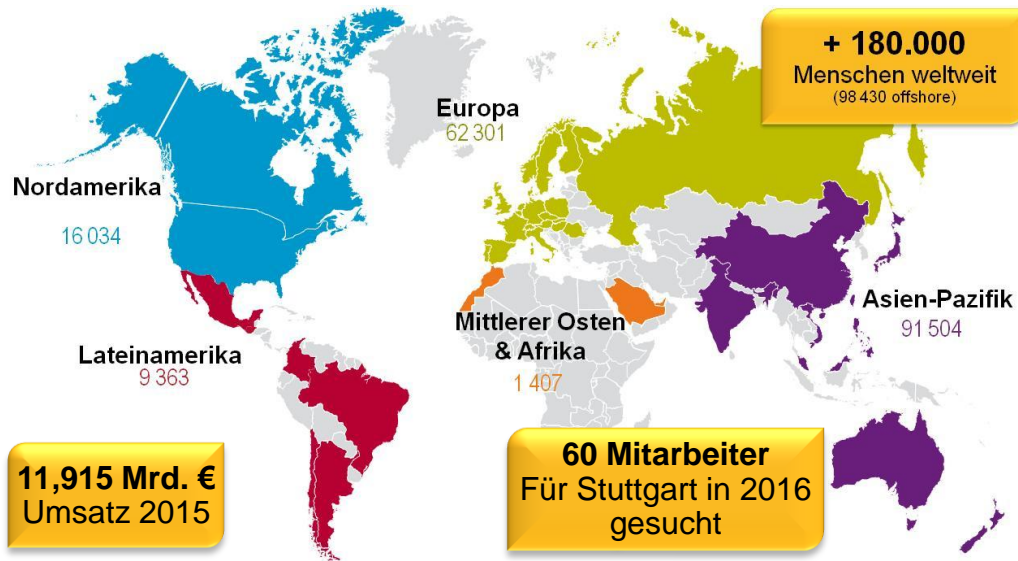 + 180.000
Menschen weltweit
(98 430 offshore)
Europa
62 301
Nordamerika
16 034
Asien-Pazifik
91 504
Mittlerer Osten
& Afrika
1 407
Lateinamerika
9 363
11,915 Mrd. €
Umsatz 2015
60 Mitarbeiter
Für Stuttgart in 2016
gesucht